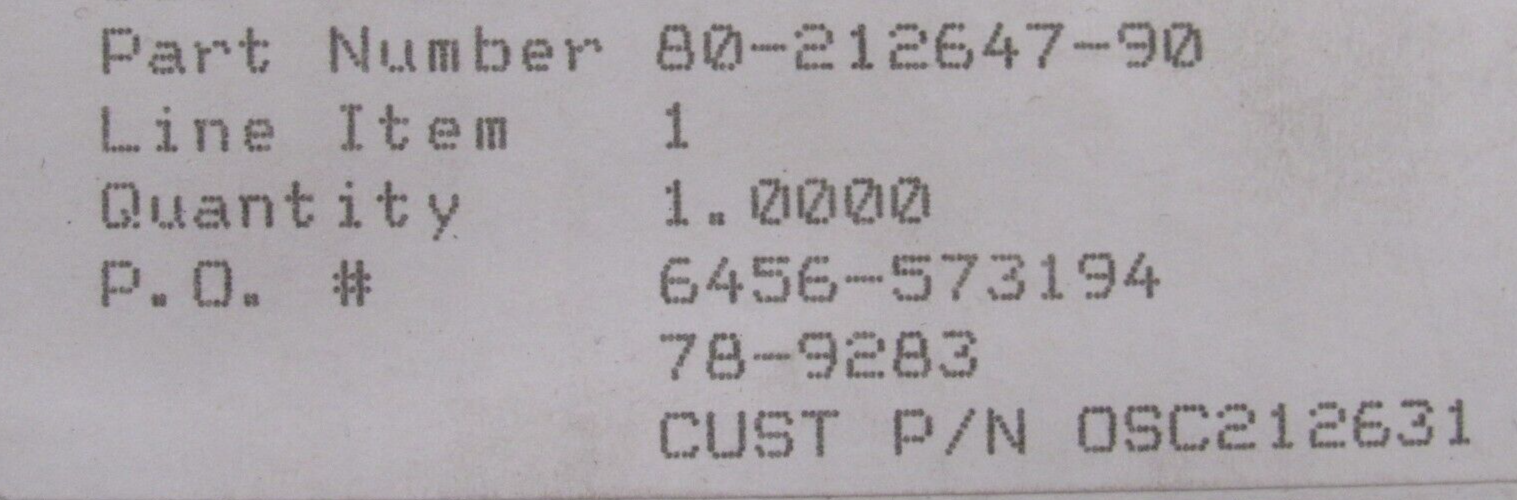 Part Number 80-212647-90
Line Item 1
Quantity 1.0000
P.O. # 6456-573194
78-9283
CUST P/N OSC212631